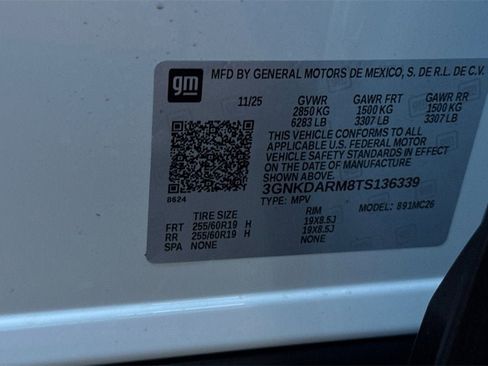 gm
MFD BY GENERAL MOTORS DE MEXICO, S. DE R.L. DE C.V.
11/25 GVWR GAWR FRT GAWR RR
2850 KG 1500 KG 1500 KG
6283 LB 3307 LB 3307 LB
THIS VEHICLE CONFORMS TO ALL
APPLICABLE U.S. FEDERAL MOTOR
VEHICLE SAFETY STANDARDS IN EFFECT
ON THE DATE OF MANUFACTURE
SHOWN ABOVE.
3GNKDARM8TS136339
8624
TYPE: MPV MODEL: 891MC26
TIRE SIZE RIM
FRT 255/60R19 H 19X8.5J
RR 255/60R19 H 19X8.5J
SPA NONE NONE